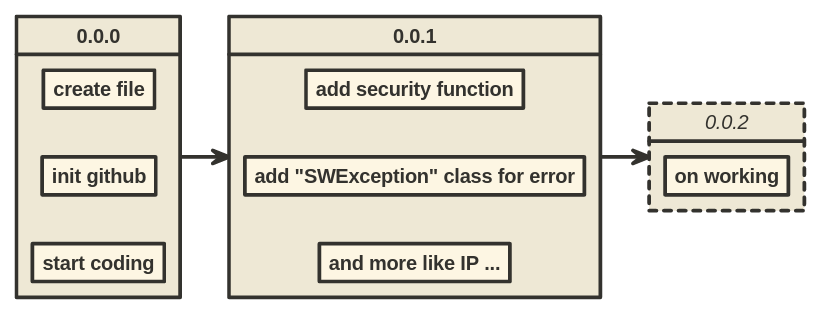 0.0.0
create file
init github
start coding
0.0.1
add security function
add "SWException" class for error
and more like IP ...
0.0.2
on working